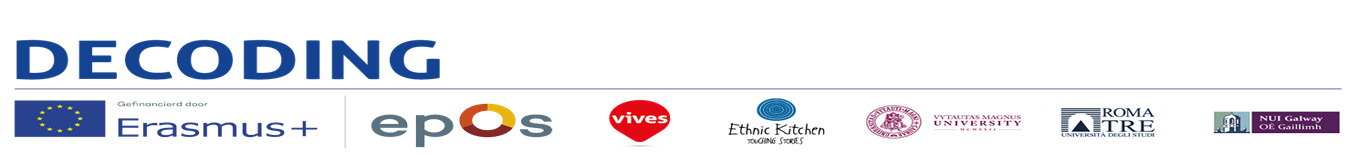 DECODING
Gefinancierd door
Erasmus+
epos
vives
Ethnic Kitchen
TOUCHING STORIES
VYTAUTAS MAGNUS
UNIVERSITY
MCMXXII
ROMA
TRE
UNIVERSITÀ DEGLI STUDI
NUI Galway
OÉ Gaillimh